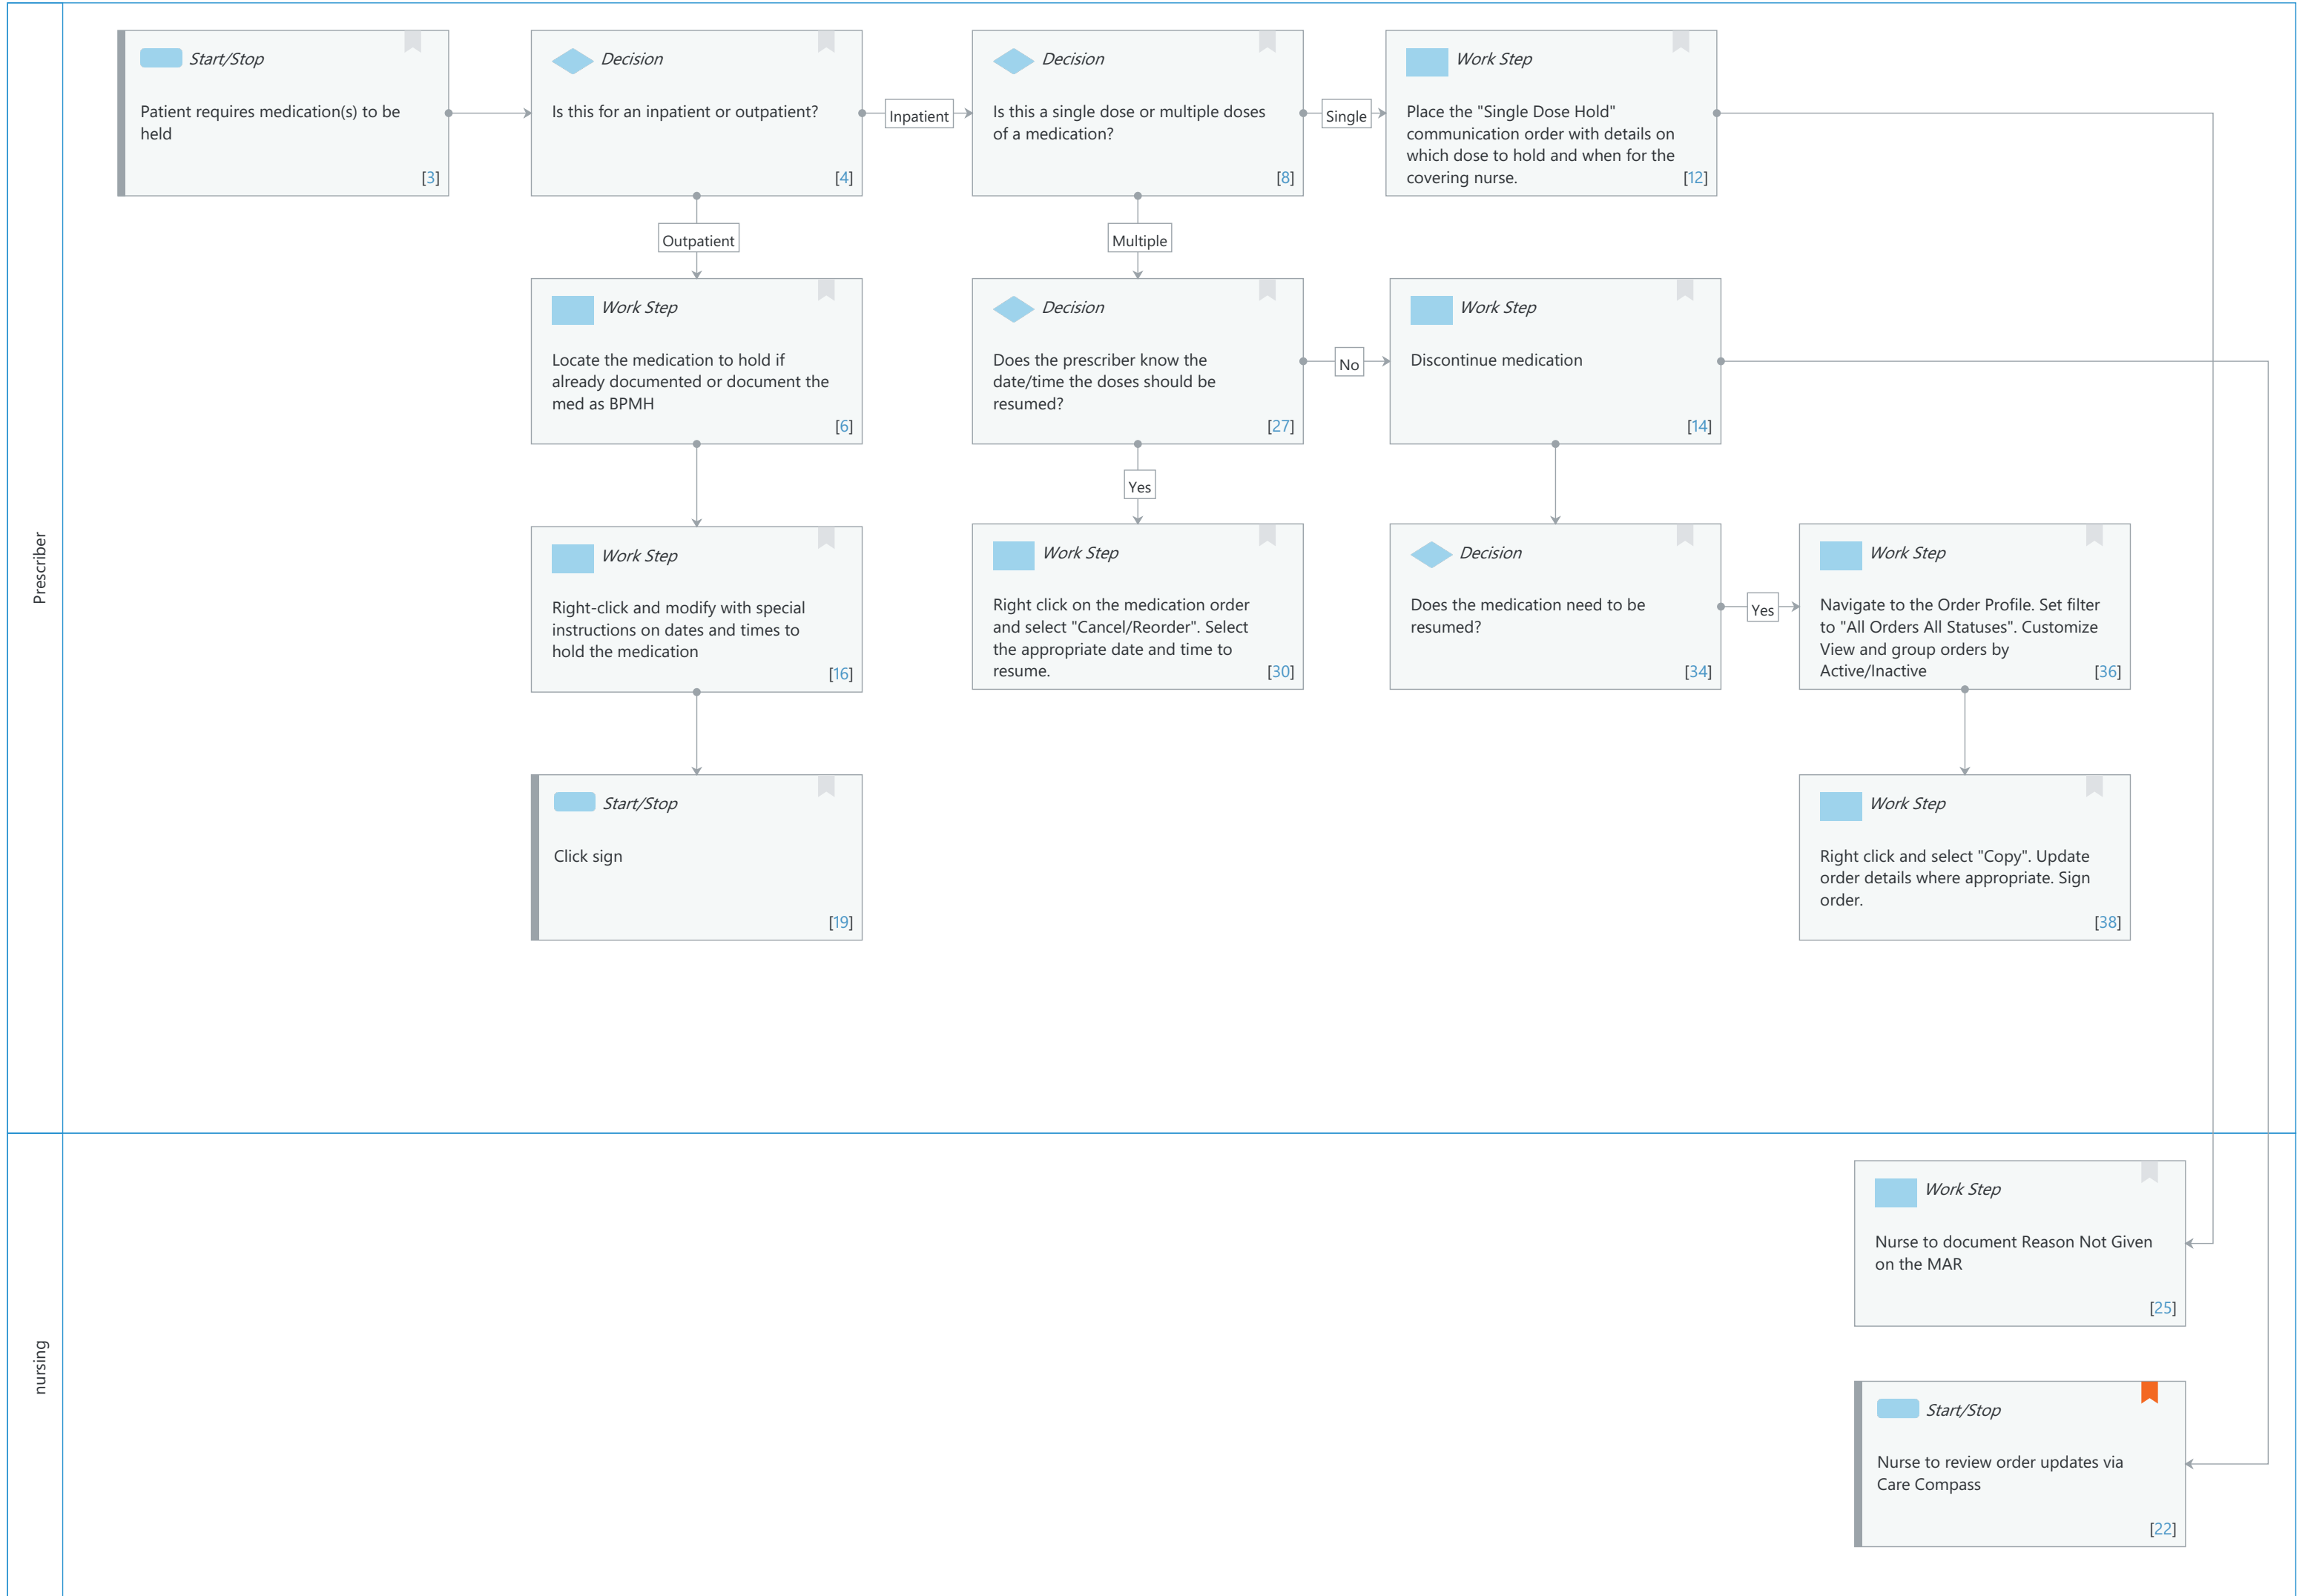 Prescriber
Start/Stop
Patient requires medication(s) to be
held
[3]
Decision
Is this for an inpatient or outpatient?
[4]
Inpatient
Decision
Is this a single dose or multiple doses
of a medication?
[8]
Single
Work Step
Place the "Single Dose Hold"
communication order with details on
which dose to hold and when for the
covering nurse.
[12]
Outpatient
Multiple
Work Step
Locate the medication to hold if
already documented or document the
med as BPMH
[6]
Decision
Does the prescriber know the
date/time the doses should be
resumed?
[27]
No
Work Step
Discontinue medication
[14]
Yes
Work Step
Right-click and modify with special
instructions on dates and times to
hold the medication
[16]
Work Step
Right click on the medication order
and select "Cancel/Reorder". Select
the appropriate date and time to
resume.
[30]
Decision
Does the medication need to be
resumed?
[34]
Yes
Work Step
Navigate to the Order Profile. Set filter
to "All Orders All Statuses". Customize
View and group orders by
Active/Inactive
[36]
Start/Stop
Click sign
[19]
Work Step
Right click and select "Copy". Update
order details where appropriate. Sign
order.
[38]
nursing
Work Step
Nurse to document Reason Not Given
on the MAR
[25]
Start/Stop
Nurse to review order updates via
Care Compass
[22]